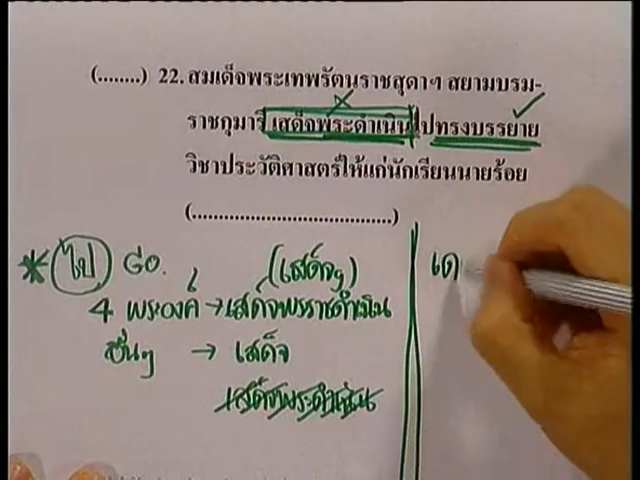 (........) 22. สมเด็จพระเทพรัตนราชสุดาฯ สยามบรม-
ราชกุมารี เสด็จพระดำเนินไปทรงบรรยาย
วิชาประวัติศาสตร์ให้แก่นักเรียนนายร้อย
(....................................)
* ไป GO. (เสด็จฯ)
4 พระองค์ → เสด็จพระราชดำเนิน
อื่นๆ → เสด็จ
เสด็จพระดำเนิน
เด